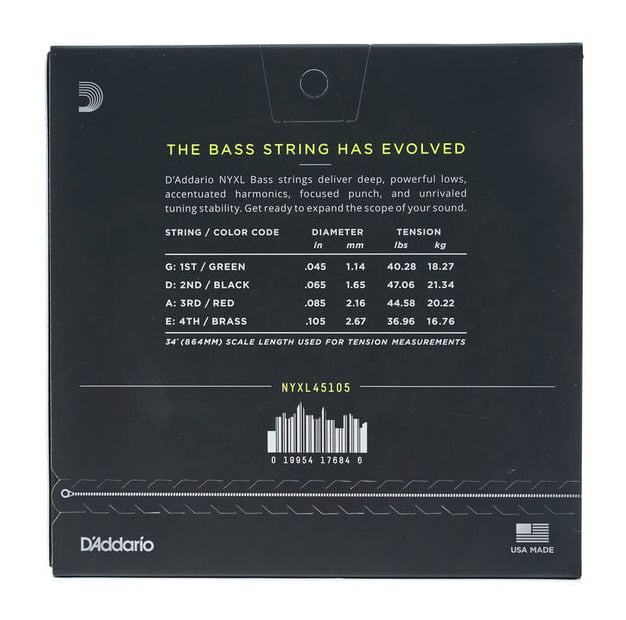 THE BASS STRING HAS EVOLVED
D'Addario NYXL Bass strings deliver deep, powerful lows,
accentuated harmonics, focused punch, and unrivaled
tuning stability. Get ready to expand the scope of your sound.
STRING / COLOR CODE DIAMETER TENSION
in mm lbs kg
G: 1ST / GREEN .045 1.14 40.28 18.27
D: 2ND / BLACK .065 1.65 47.06 21.34
A: 3RD / RED .085 2.16 44.58 20.22
E: 4TH / BRASS .105 2.67 36.96 16.76
34" (864MM) SCALE LENGTH USED FOR TENSION MEASUREMENTS
NYXL45105
0 19954 17684 6
D'Addario
USA MADE